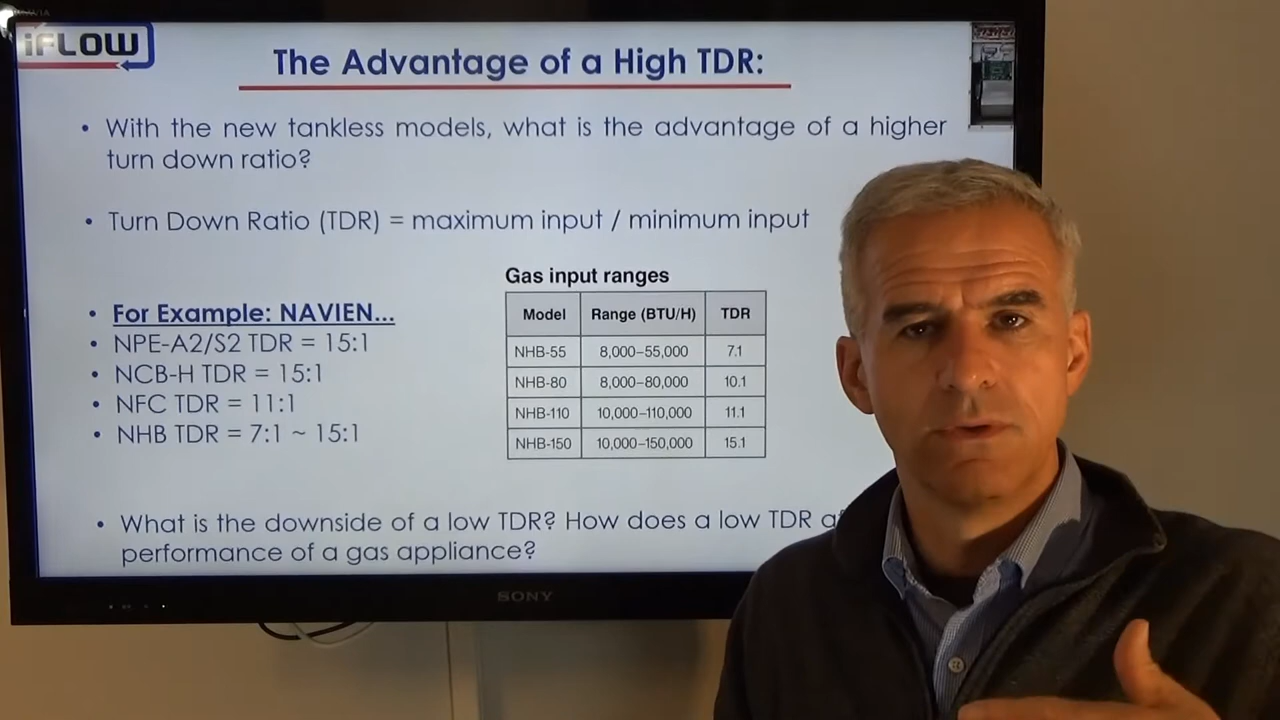 iFLOW
The Advantage of a High TDR:
• With the new tankless models, what is the advantage of a higher
turn down ratio?
• Turn Down Ratio (TDR) = maximum input / minimum input
• For Example: NAVIEN...
• NPE-A2/S2 TDR = 15:1
• NCB-H TDR = 15:1
• NFC TDR = 11:1
• NHB TDR = 7:1 ~ 15:1
Gas input ranges
Model Range (BTU/H) TDR
NHB-55 8,000–55,000 7.1
NHB-80 8,000–80,000 10.1
NHB-110 10,000–110,000 11.1
NHB-150 10,000–150,000 15.1
• What is the downside of a low TDR? How does a low TDR
performance of a gas appliance?
SONY